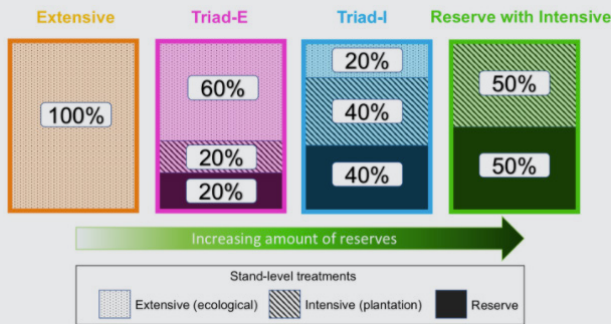 Extensive
Triad-E
Triad-I
Reserve with Intensive
100%
60%
20%
20%
20%
40%
40%
50%
50%
Increasing amount of reserves
Stand-level treatments
Extensive (ecological)
Intensive (plantation)
Reserve